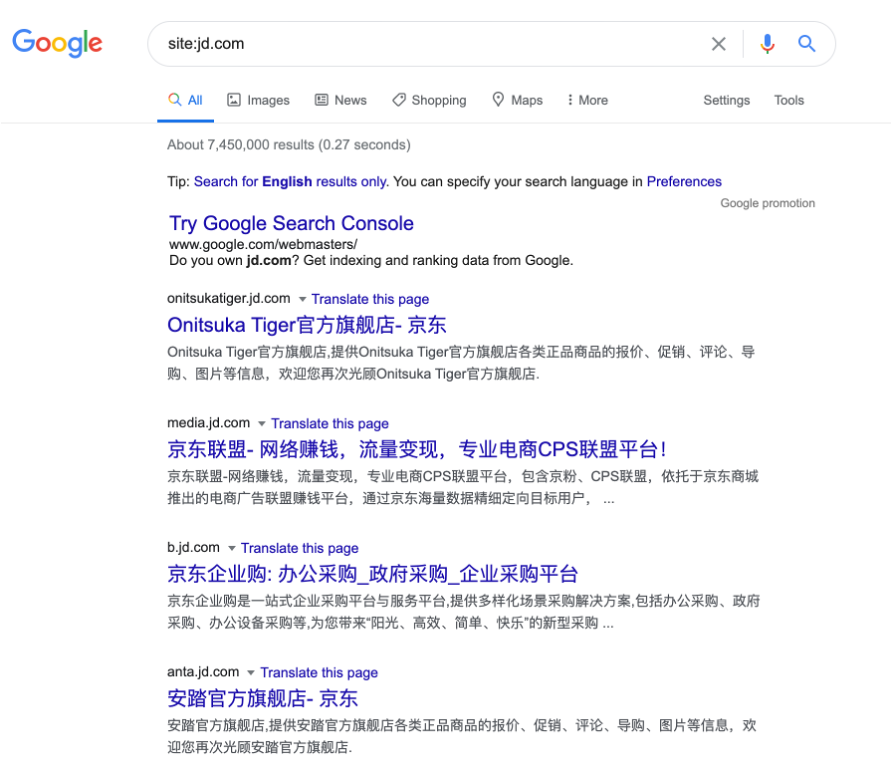 Google
site:jd.com
All Images News Shopping Maps More Settings Tools
About 7,450,000 results (0.27 seconds)
Tip: Search for English results only. You can specify your search language in Preferences
Google promotion
Try Google Search Console
www.google.com/webmasters/
Do you own jd.com? Get indexing and ranking data from Google.
onitsukatiger.jd.com Translate this page
Onitsuka Tiger官方旗舰店- 京东
Onitsuka Tiger官方旗舰店,提供Onitsuka Tiger官方旗舰店各类正品商品的报价、促销、评论、导
购、图片等信息，欢迎您再次光顾Onitsuka Tiger官方旗舰店.
media.jd.com Translate this page
京东联盟- 网络赚钱，流量变现，专业电商CPS联盟平台！
京东联盟-网络赚钱，流量变现，专业电商CPS联盟平台，包含京粉、CPS联盟，依托于京东商城
推出的电商广告联盟赚钱平台，通过京东海量数据精细定向目标用户， ...
b.jd.com Translate this page
京东企业购: 办公采购_政府采购_企业采购平台
京东企业购是一站式企业采购平台与服务平台,提供多样化场景采购解决方案,包括办公采购、政府
采购、办公设备采购等,为您带来“阳光、高效、简单、快乐”的新型采购 ...
anta.jd.com Translate this page
安踏官方旗舰店- 京东
安踏官方旗舰店,提供安踏官方旗舰店各类正品商品的报价、促销、评论、导购、图片等信息，欢
迎您再次光顾安踏官方旗舰店.